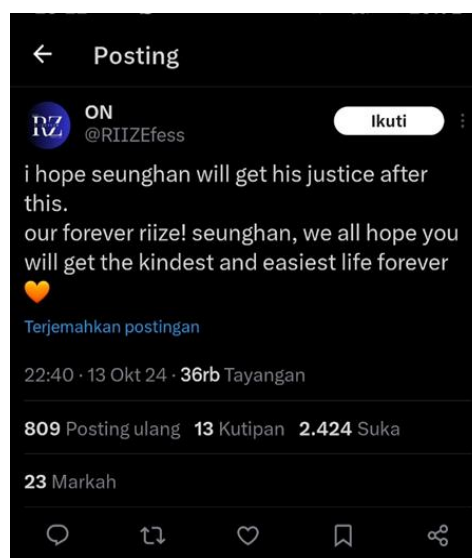 Posting
ON
@RIIZEfess
Ikuti
RZ
i hope seunghan will get his justice after
this.
our forever riize! seunghan, we all hope you
will get the kindest and easiest life forever
🧡
Terjemahkan postingan
22:40 · 13 Okt 24 · 36rb Tayangan
809 Posting ulang 13 Kutipan 2.424 Suka
23 Markah